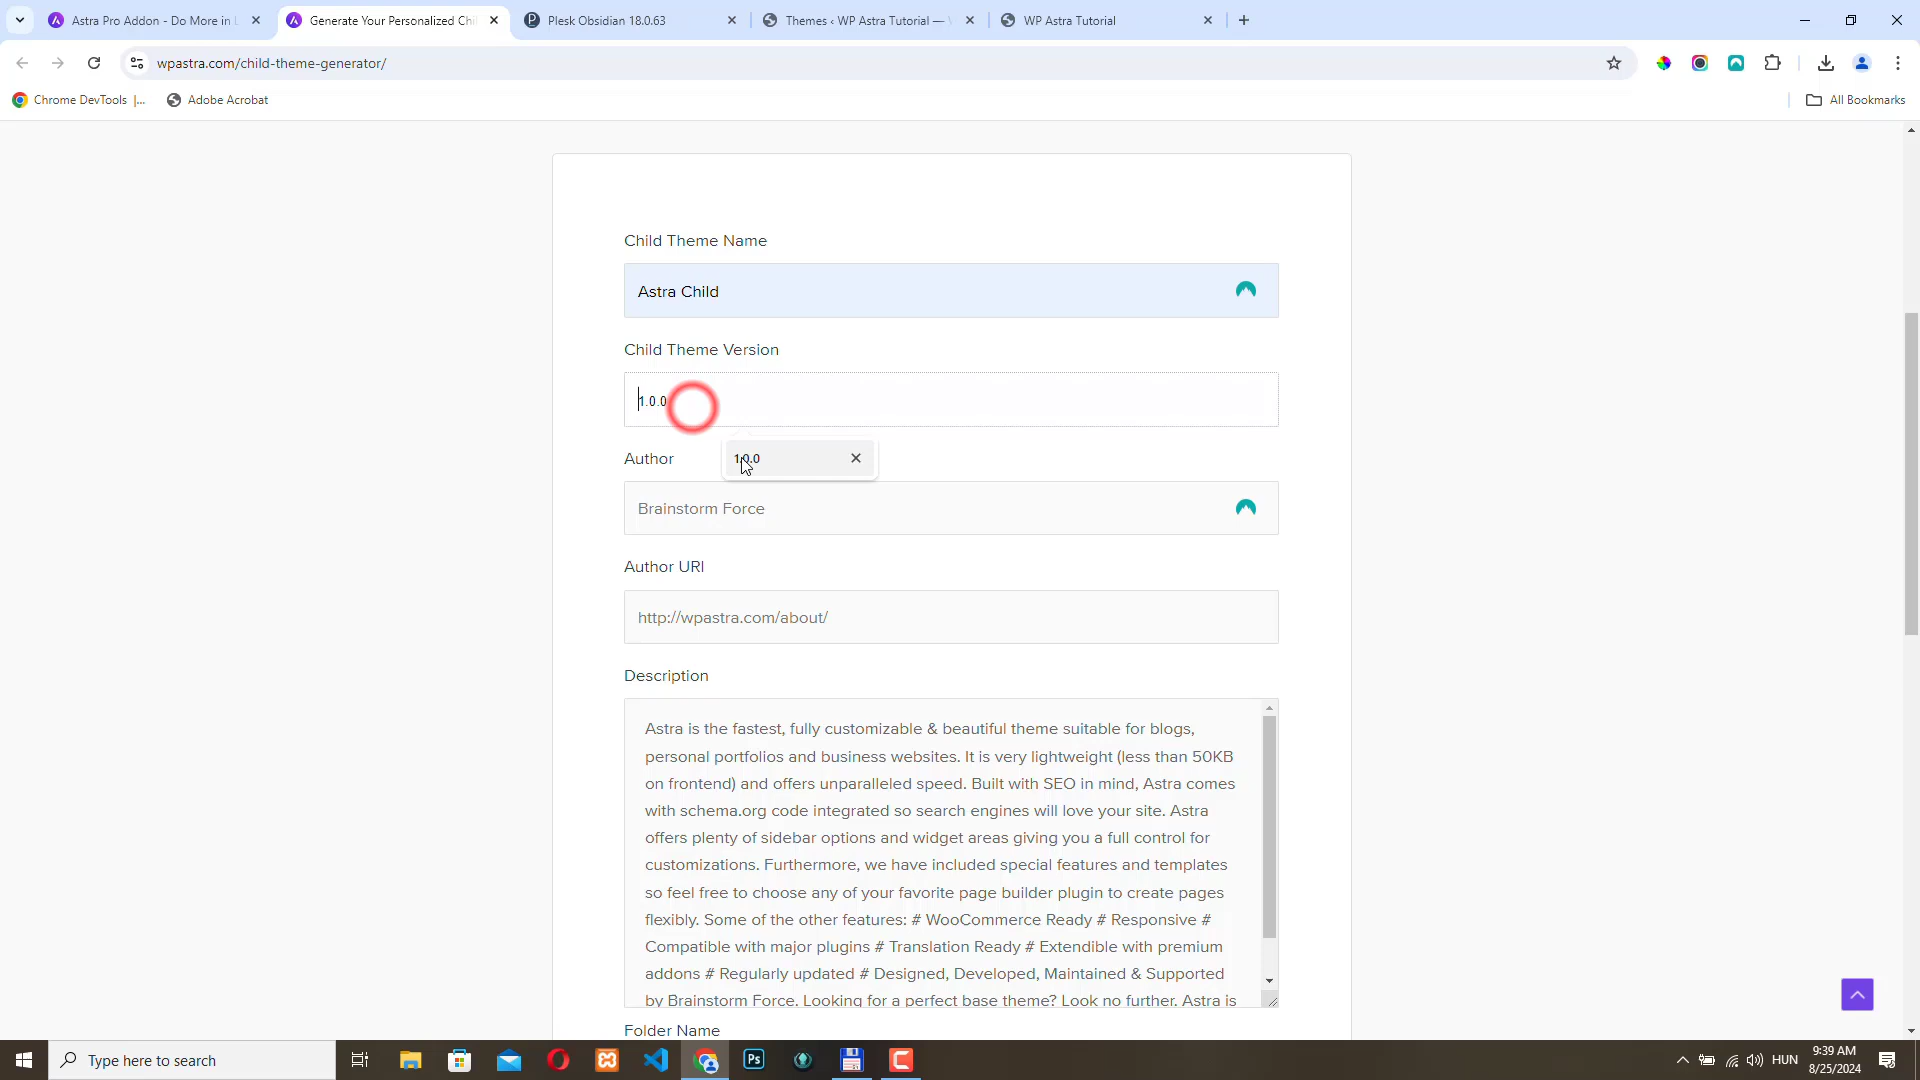 Astra Pro Addon - Do More in L
Generate Your Personalized Chi
Plesk Obsidian 18.0.63
Themes ‹ WP Astra Tutorial —
WP Astra Tutorial
wpastra.com/child-theme-generator/
Chrome DevTools |...
Adobe Acrobat
All Bookmarks
Child Theme Name
Astra Child
Child Theme Version
1.0.0
Author
1.0.0
Brainstorm Force
Author URI
http://wpastra.com/about/
Description
Astra is the fastest, fully customizable & beautiful theme suitable for blogs,
personal portfolios and business websites. It is very lightweight (less than 50KB
on frontend) and offers unparalleled speed. Built with SEO in mind, Astra comes
with schema.org code integrated so search engines will love your site. Astra
offers plenty of sidebar options and widget areas giving you a full control for
customizations. Furthermore, we have included special features and templates
so feel free to choose any of your favorite page builder plugin to create pages
flexibly. Some of the other features: # WooCommerce Ready # Responsive #
Compatible with major plugins # Translation Ready # Extendible with premium
addons # Regularly updated # Designed, Developed, Maintained & Supported
by Brainstorm Force. Looking for a perfect base theme? Look no further. Astra is
Folder Name
Type here to search
Ps
HUN
9:39 AM
8/25/2024